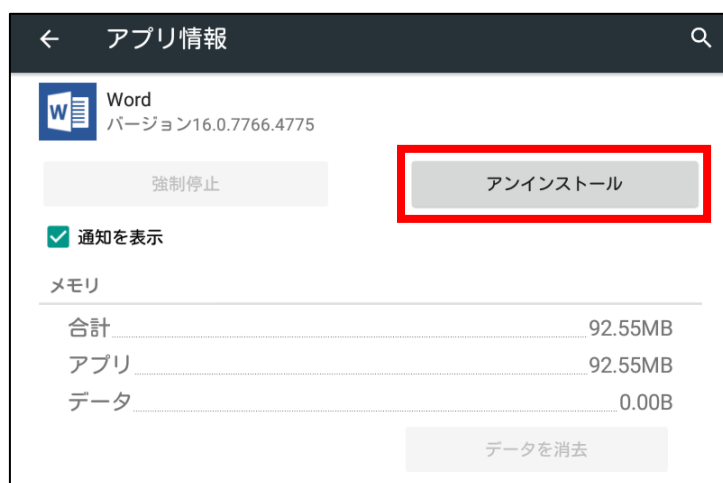 アプリ情報
Word
バージョン16.0.7766.4775
強制停止 アンインストール
通知を表示
メモリ
合計 92.55MB
アプリ 92.55MB
データ 0.00B
データを消去